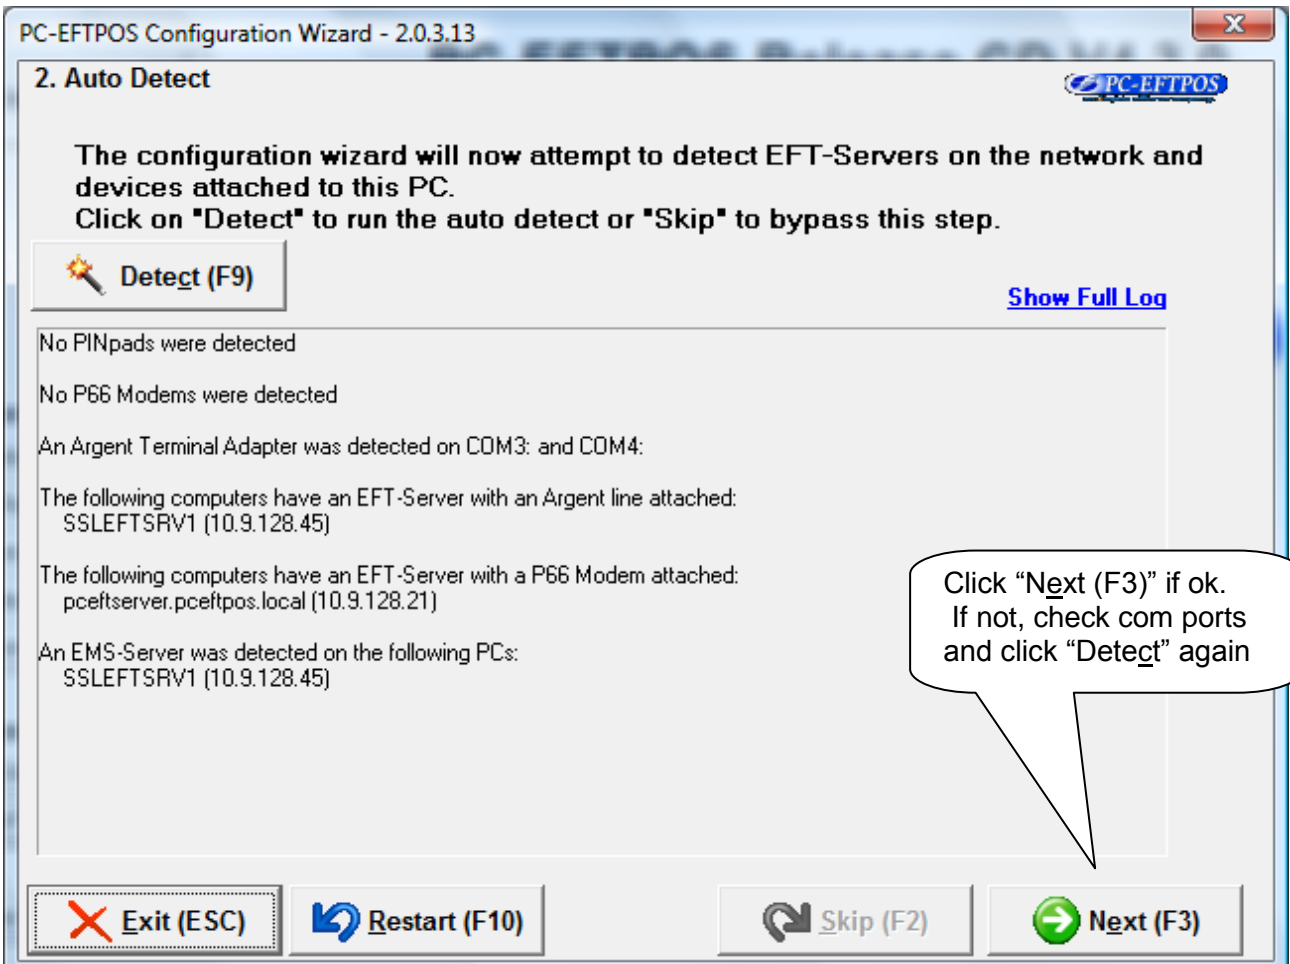 PC-EFTPOS Configuration Wizard - 2.0.3.13
PC-EFTPOS Release CD V4.3.0
2. Auto Detect
PC-EFTPOS
The configuration wizard will now attempt to detect EFT-Servers on the network and
devices attached to this PC.
Click on "Detect" to run the auto detect or "Skip" to bypass this step.
Detect (F9)
Show Full Log
No PINpads were detected
No P66 Modems were detected
An Argent Terminal Adapter was detected on COM3: and COM4:
The following computers have an EFT-Server with an Argent line attached:
SSLEFTSRV1 (10.9.128.45)
The following computers have an EFT-Server with a P66 Modem attached:
pceftserver.pceftpos.local (10.9.128.21)
An EMS-Server was detected on the following PCs:
SSLEFTSRV1 (10.9.128.45)
Click “Next (F3)” if ok.
If not, check com ports
and click “Detect” again
Exit (ESC)
Restart (F10)
Skip (F2)
Next (F3)